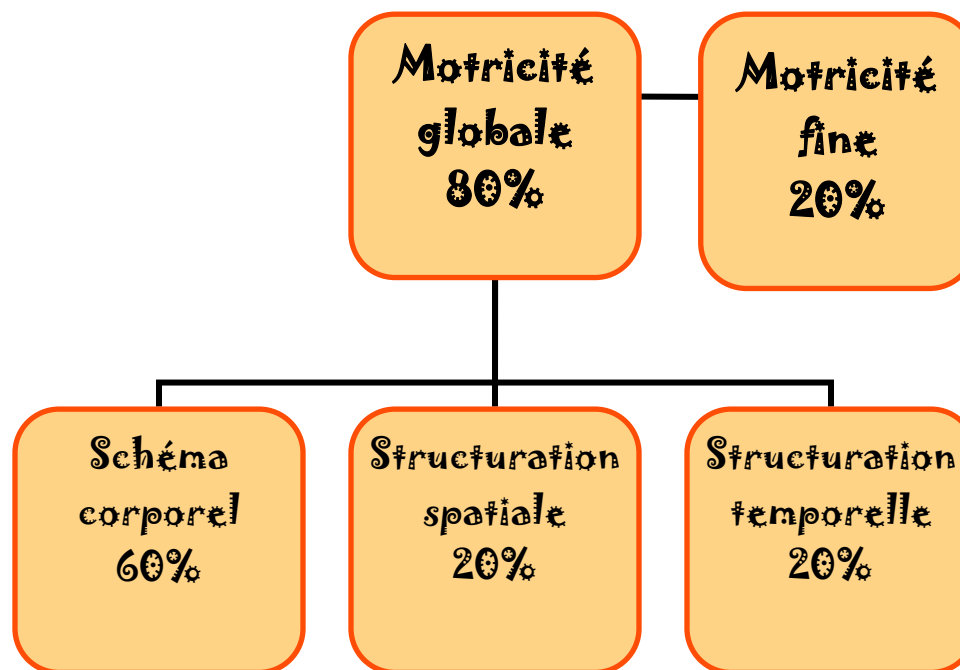 Motricité
globale
80%
Motricité
fine
20%
Schéma
corporel
60%
Structuration
spatiale
20%
Structuration
temporelle
20%